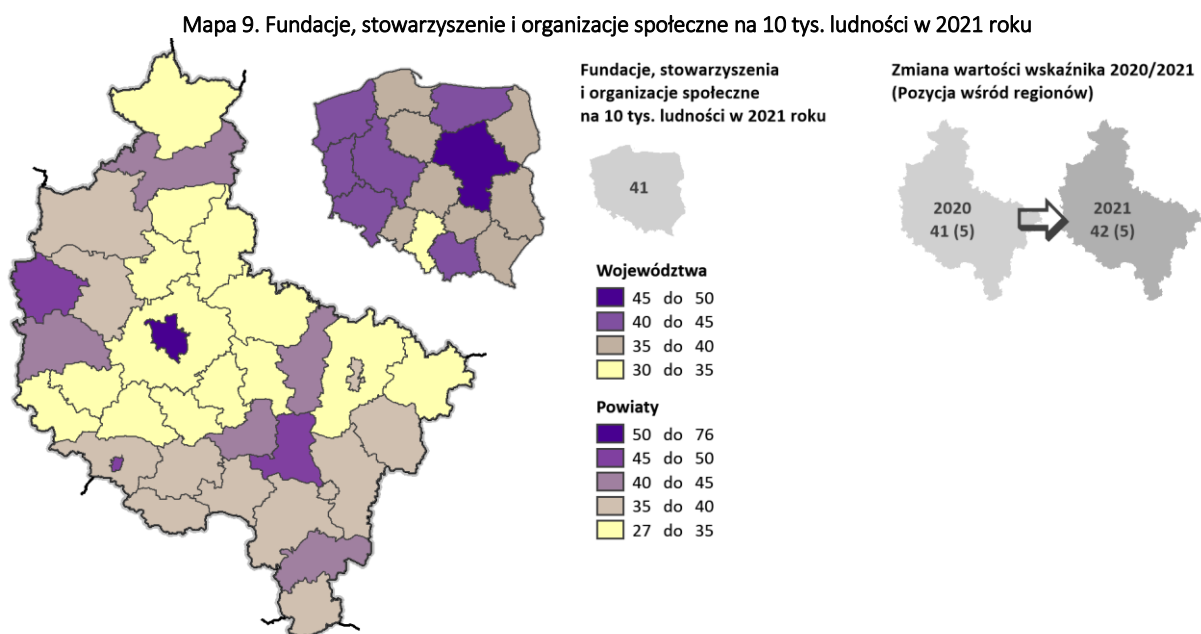 Mapa 9. Fundacje, stowarzyszenie i organizacje społeczne na 10 tys. ludności w 2021 roku
Fundacje, stowarzyszenia
i organizacje społeczne
na 10 tys. ludności w 2021 roku
41
Województwa
45 do 50
40 do 45
35 do 40
30 do 35
Powiaty
50 do 76
45 do 50
40 do 45
35 do 40
27 do 35
Zmiana wartości wskaźnika 2020/2021
(Pozycja wśród regionów)
2020
41 (5)
2021
42 (5)